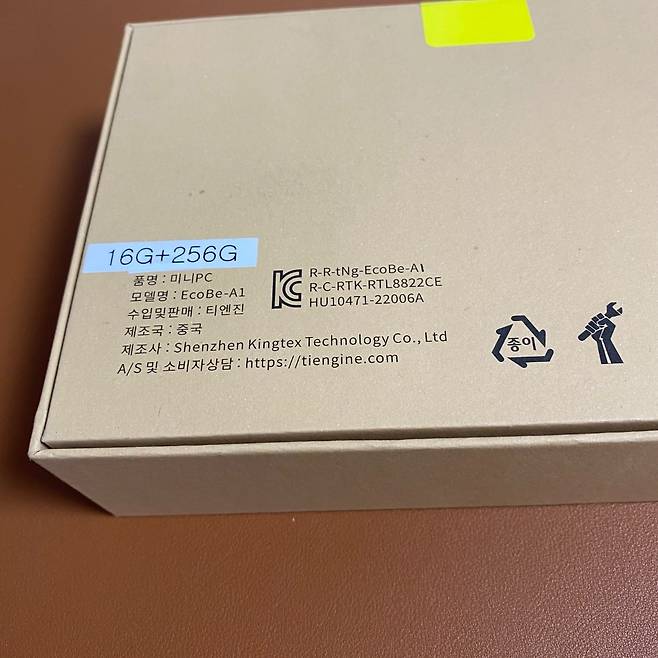 16G+256G
품명 : 미니PC
모델명 : EcoBe-A1
수입및판매 : 티엔진
제조국 : 중국
제조사 : Shenzhen Kingtex Technology Co., Ltd
A/S 및 소비자상담 : https://tiengine.com
R-R-tNg-EcoBe-A1
R-C-RTK-RTL8822CE
HU10471-22006A
종이